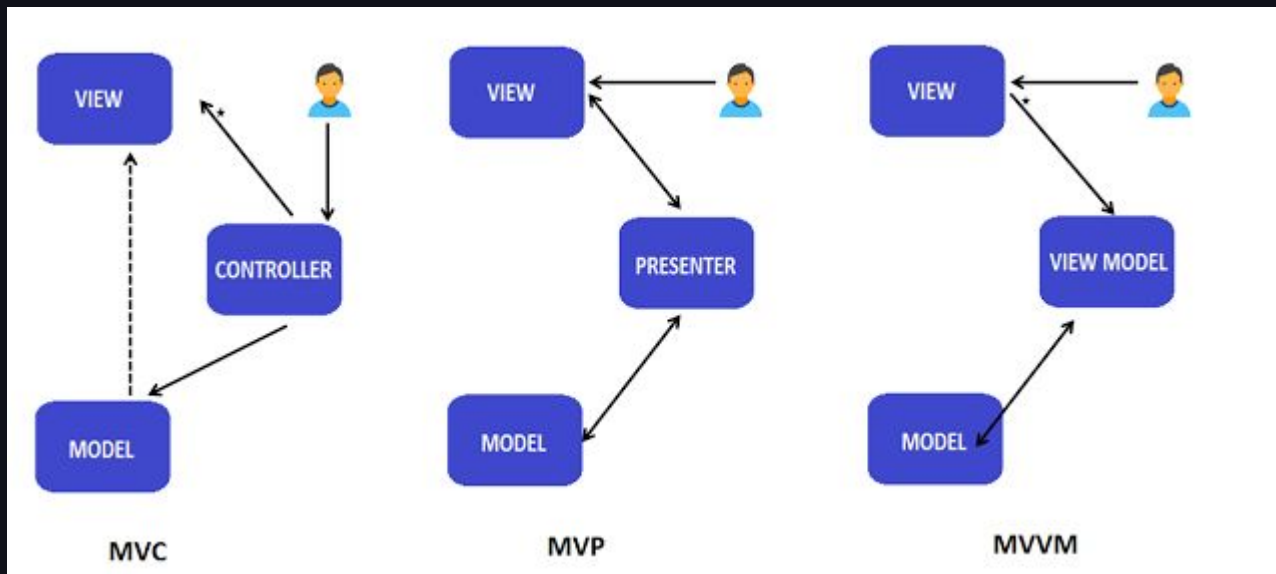 VIEW
CONTROLLER
MODEL
MVC
VIEW
PRESENTER
MODEL
MVP
VIEW
VIEW MODEL
MODEL
MVVM